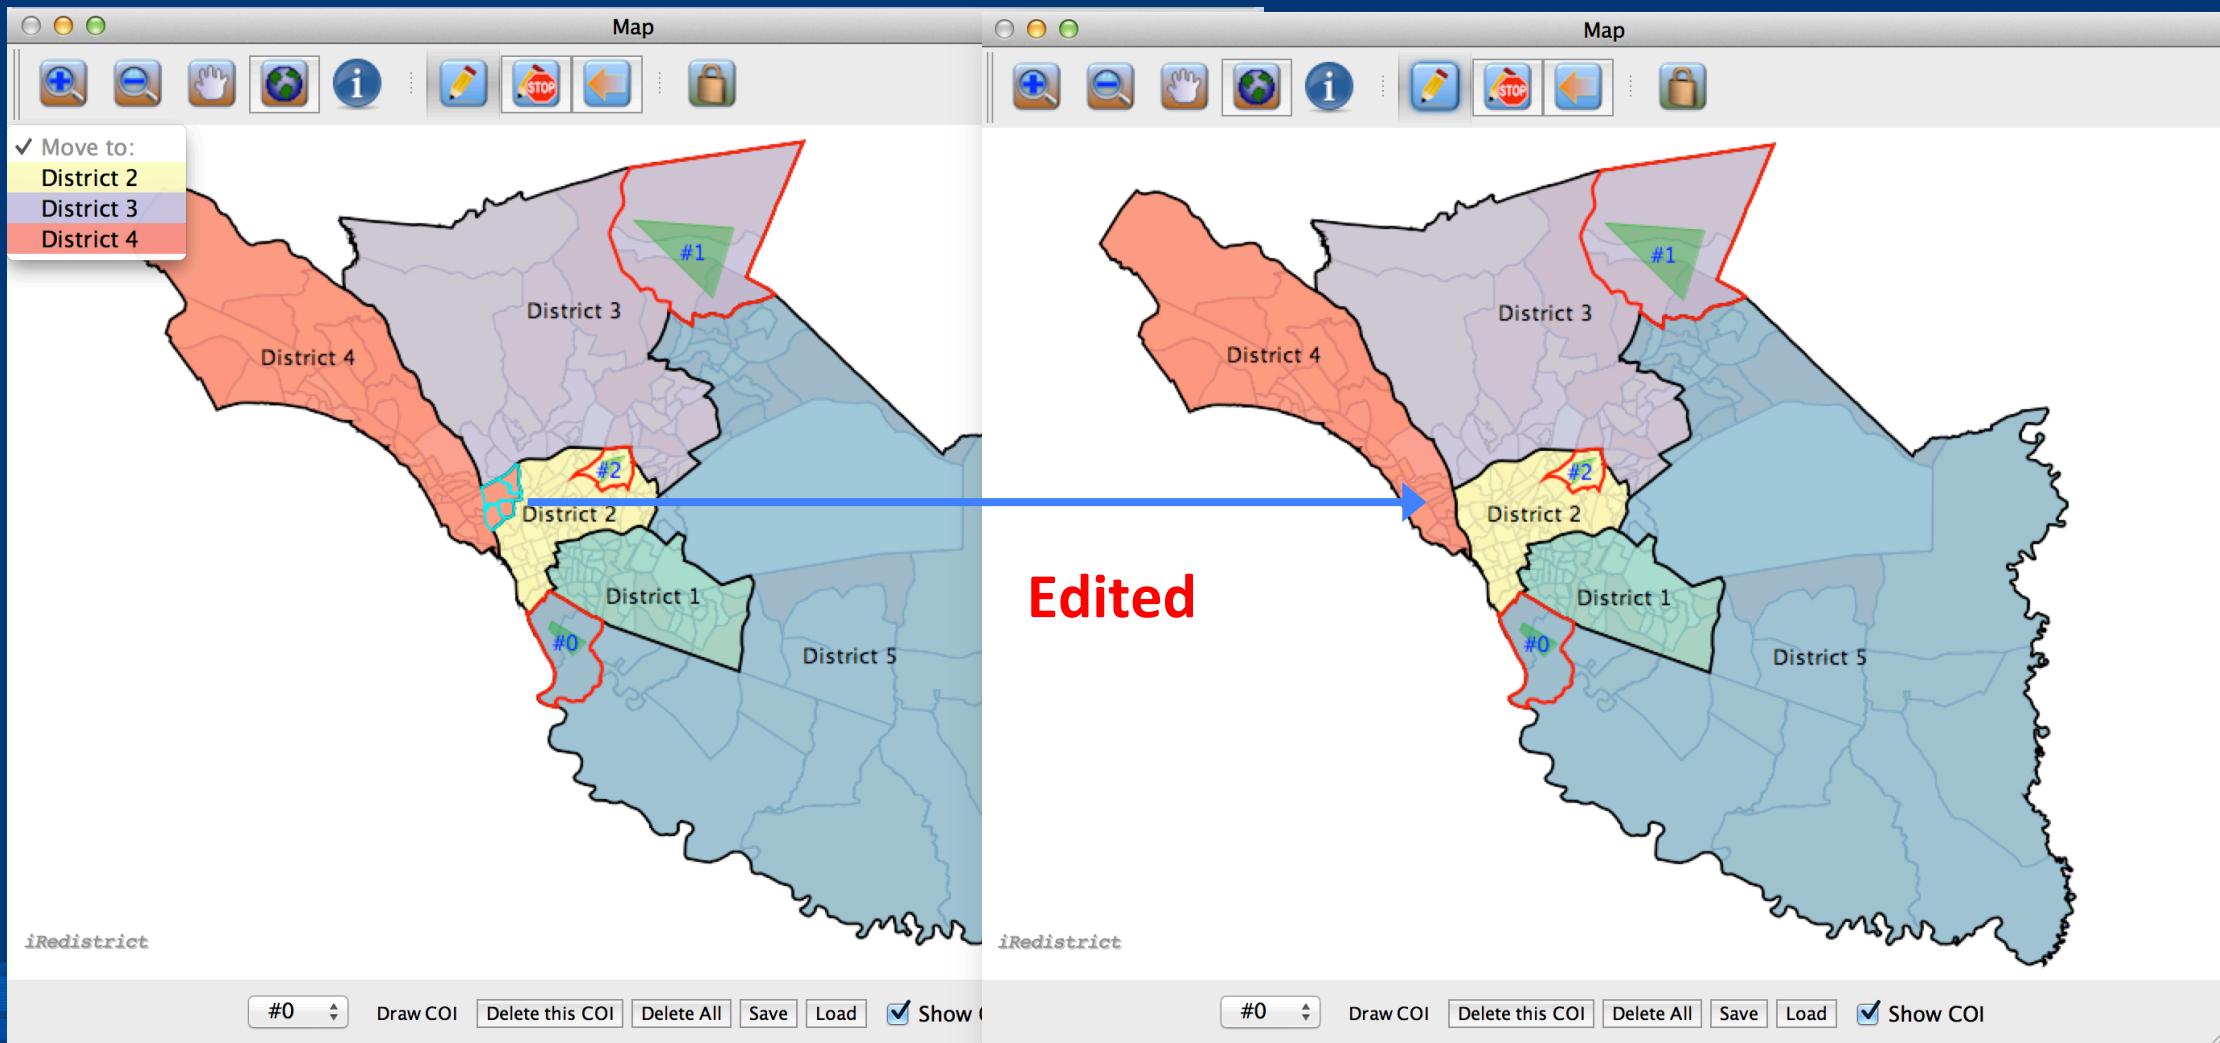 Map
STOP
✓ Move to:
District 2
District 3
District 4
#1
District 3
District 4
#2
District 2
District 1
#0
District 5
iRedistrict
#0 Draw COI Delete this COI Delete All Save Load Show
Map
STOP
#1
District 3
District 4
#2
District 2
Edited
District 1
#0
District 5
iRedistrict
#0 Draw COI Delete this COI Delete All Save Load Show COI